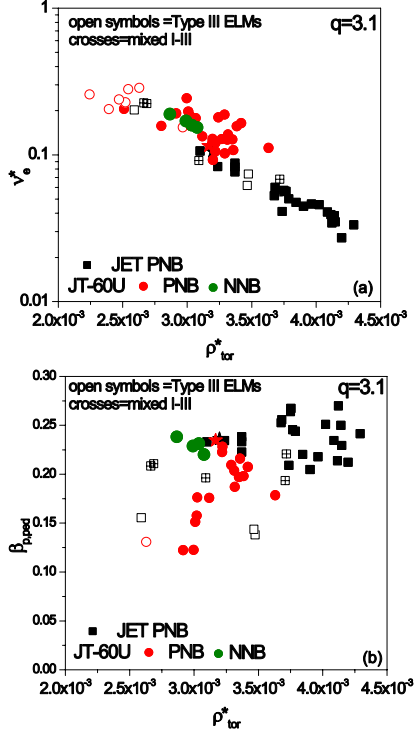 open symbols =Type III ELMs
q=3.1
crosses=mixed I-III
1
0.1
0.01
ν*e
JET PNB
JT-60U PNB NNB
(a)
2.0x10⁻³ 2.5x10⁻³ 3.0x10⁻³ 3.5x10⁻³ 4.0x10⁻³ 4.5x10⁻³
ρ*tor
open symbols =Type III ELMs
q=3.1
crosses=mixed I-III
0.30
0.25
0.20
0.15
0.10
0.05
0.00
βp,ped
JET PNB
JT-60U PNB NNB
(b)
2.0x10⁻³ 2.5x10⁻³ 3.0x10⁻³ 3.5x10⁻³ 4.0x10⁻³ 4.5x10⁻³
ρ*tor